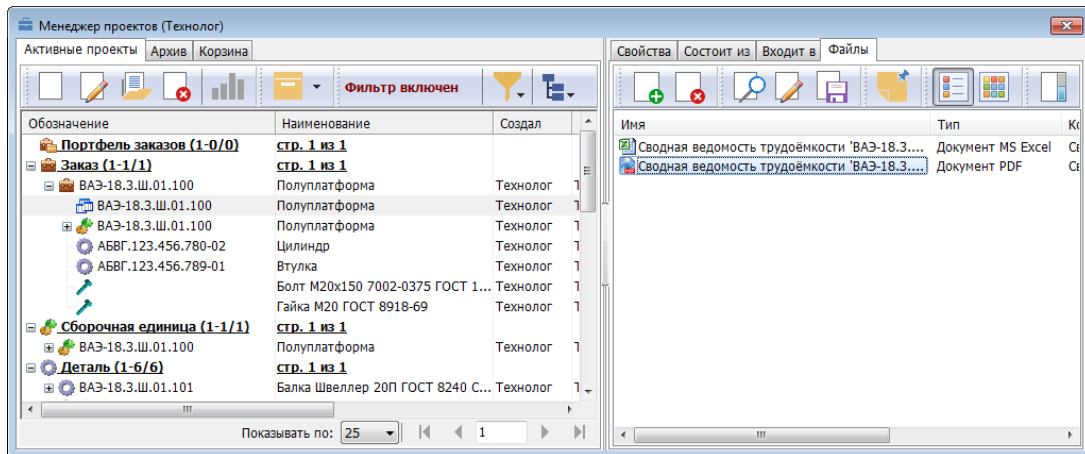 Менеджер проектов (Технолог)
Активные проекты Архив Корзина
Фильтр включен
Обозначение Наименование Создал
Портфель заказов (1-0/0) стр. 1 из 1
Заказ (1-1/1) стр. 1 из 1
ВАЭ-18.3.Ш.01.100 Полуплатформа Технолог
ВАЭ-18.3.Ш.01.100 Полуплатформа Технолог
ВАЭ-18.3.Ш.01.100 Полуплатформа Технолог
АБВГ.123.456.780-02 Цилиндр Технолог
АБВГ.123.456.789-01 Втулка Технолог
Болт М20х150 7002-0375 ГОСТ 1... Технолог
Гайка М20 ГОСТ 8918-69 Технолог
Сборочная единица (1-1/1) стр. 1 из 1
ВАЭ-18.3.Ш.01.100 Полуплатформа Технолог
Деталь (1-6/6) стр. 1 из 1
ВАЭ-18.3.Ш.01.101 Балка Швеллер 20П ГОСТ 8240 С... Технолог
Показывать по: 25 1
Свойства Состоит из Входит в Файлы
Имя Тип
Сводная ведомость трудоёмкости 'ВАЭ-18.3.... Документ MS Excel
Сводная ведомость трудоёмкости 'ВАЭ-18.3.... Документ PDF